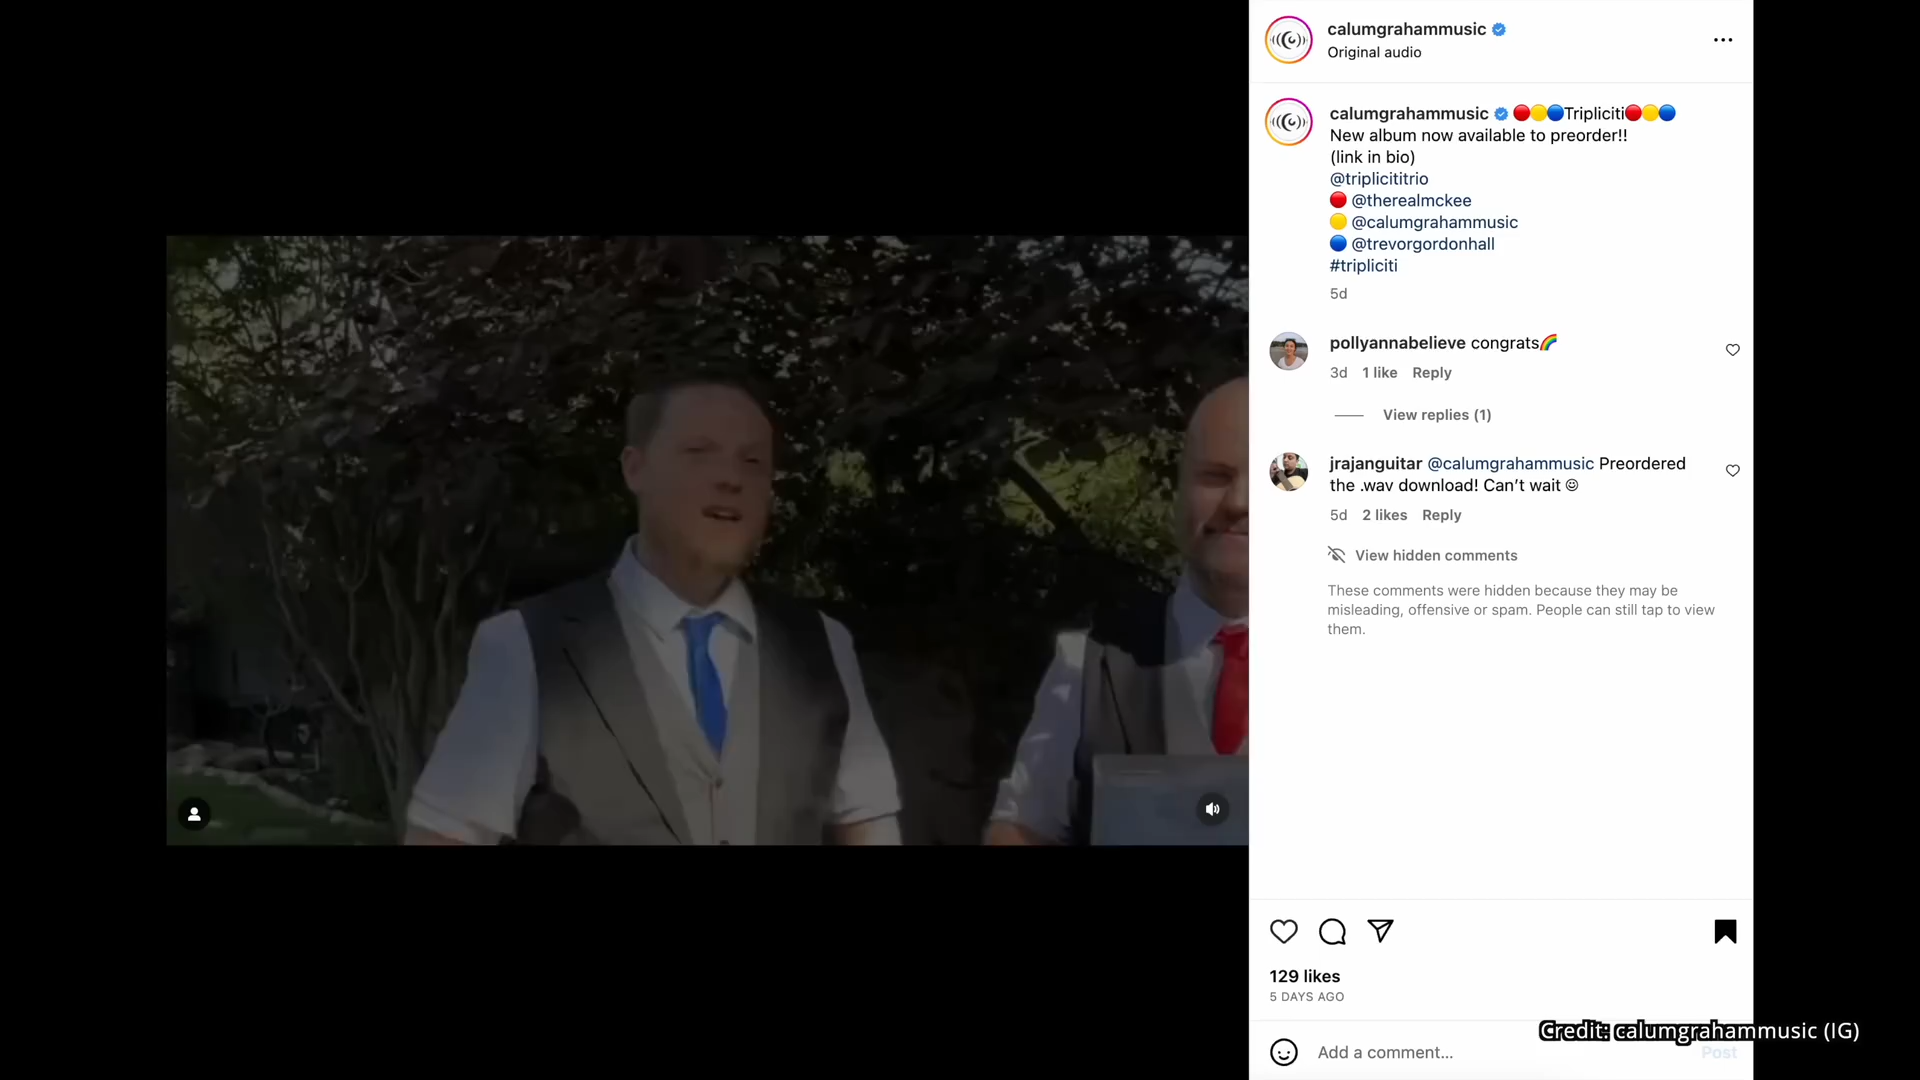 calumgrahammusic
Original audio
calumgrahammusic 🔴🟡🔵Tripliciti🔴🟡🔵
New album now available to preorder!!
(link in bio)
@triplicititrio
🔴 @therealmckee
🟡 @calumgrahammusic
🔵 @trevorgordonhall
#tripliciti
5d
pollyannabelieve congrats🌈
3d 1 like Reply
View replies (1)
jrajanguitar @calumgrahammusic Preordered
the .wav download! Can’t wait ☺
5d 2 likes Reply
View hidden comments
These comments were hidden because they may be
misleading, offensive or spam. People can still tap to view
them.
129 likes
5 DAYS AGO
Credit: calumgrahammusic (IG)
Add a comment...
Post